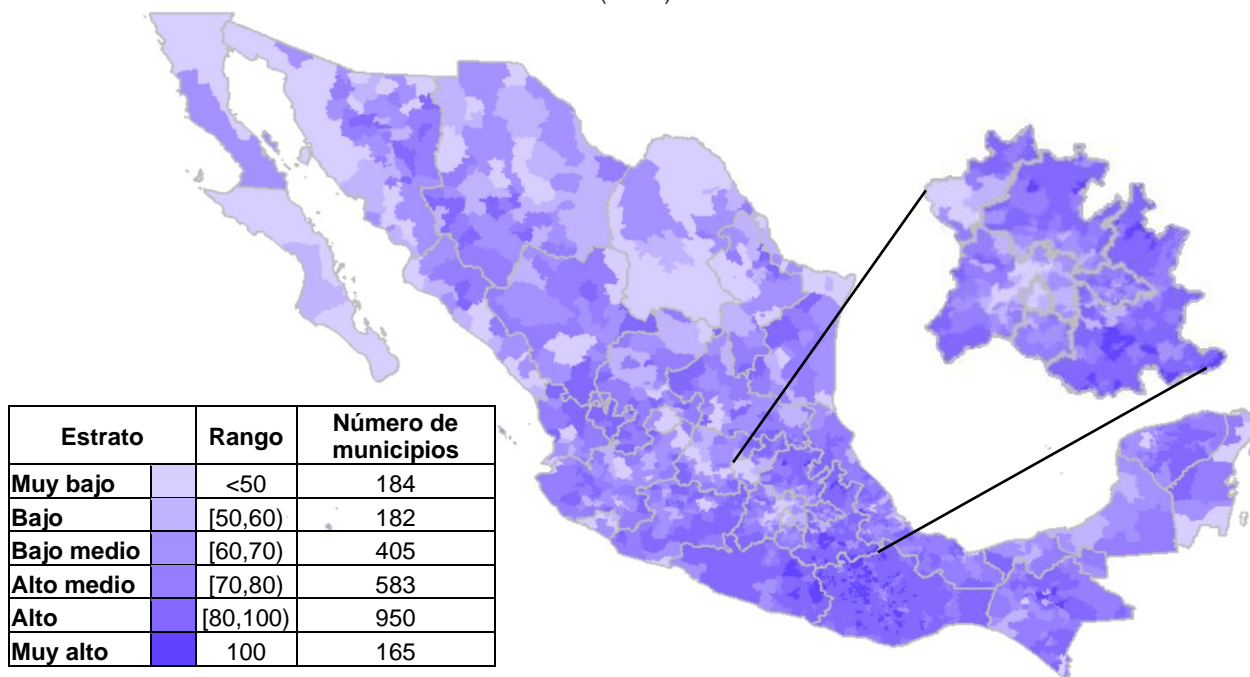 Estrato Rango Número de municipios
Muy bajo <50 184
Bajo [50,60) 182
Bajo medio [60,70) 405
Alto medio [70,80) 583
Alto [80,100) 950
Muy alto 100 165